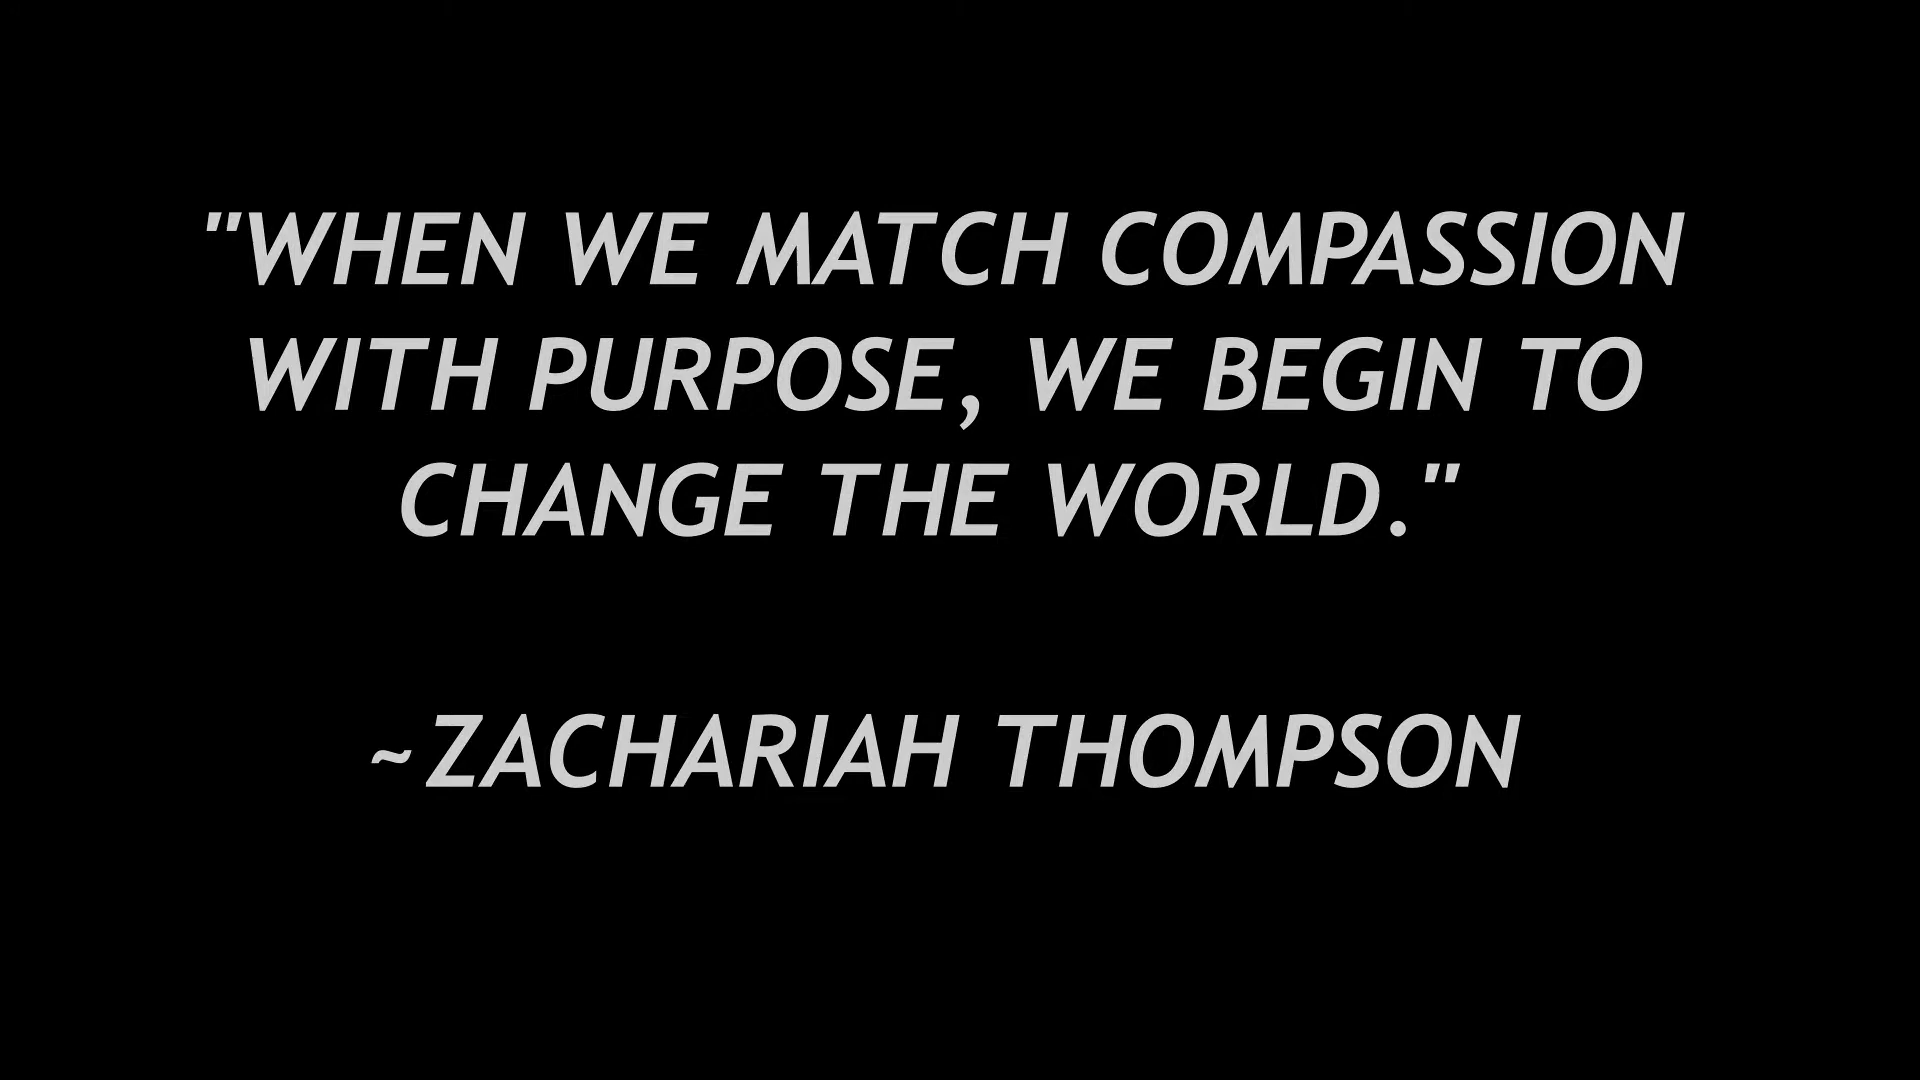 "WHEN WE MATCH COMPASSION
WITH PURPOSE, WE BEGIN TO
CHANGE THE WORLD."
~ZACHARIAH THOMPSON